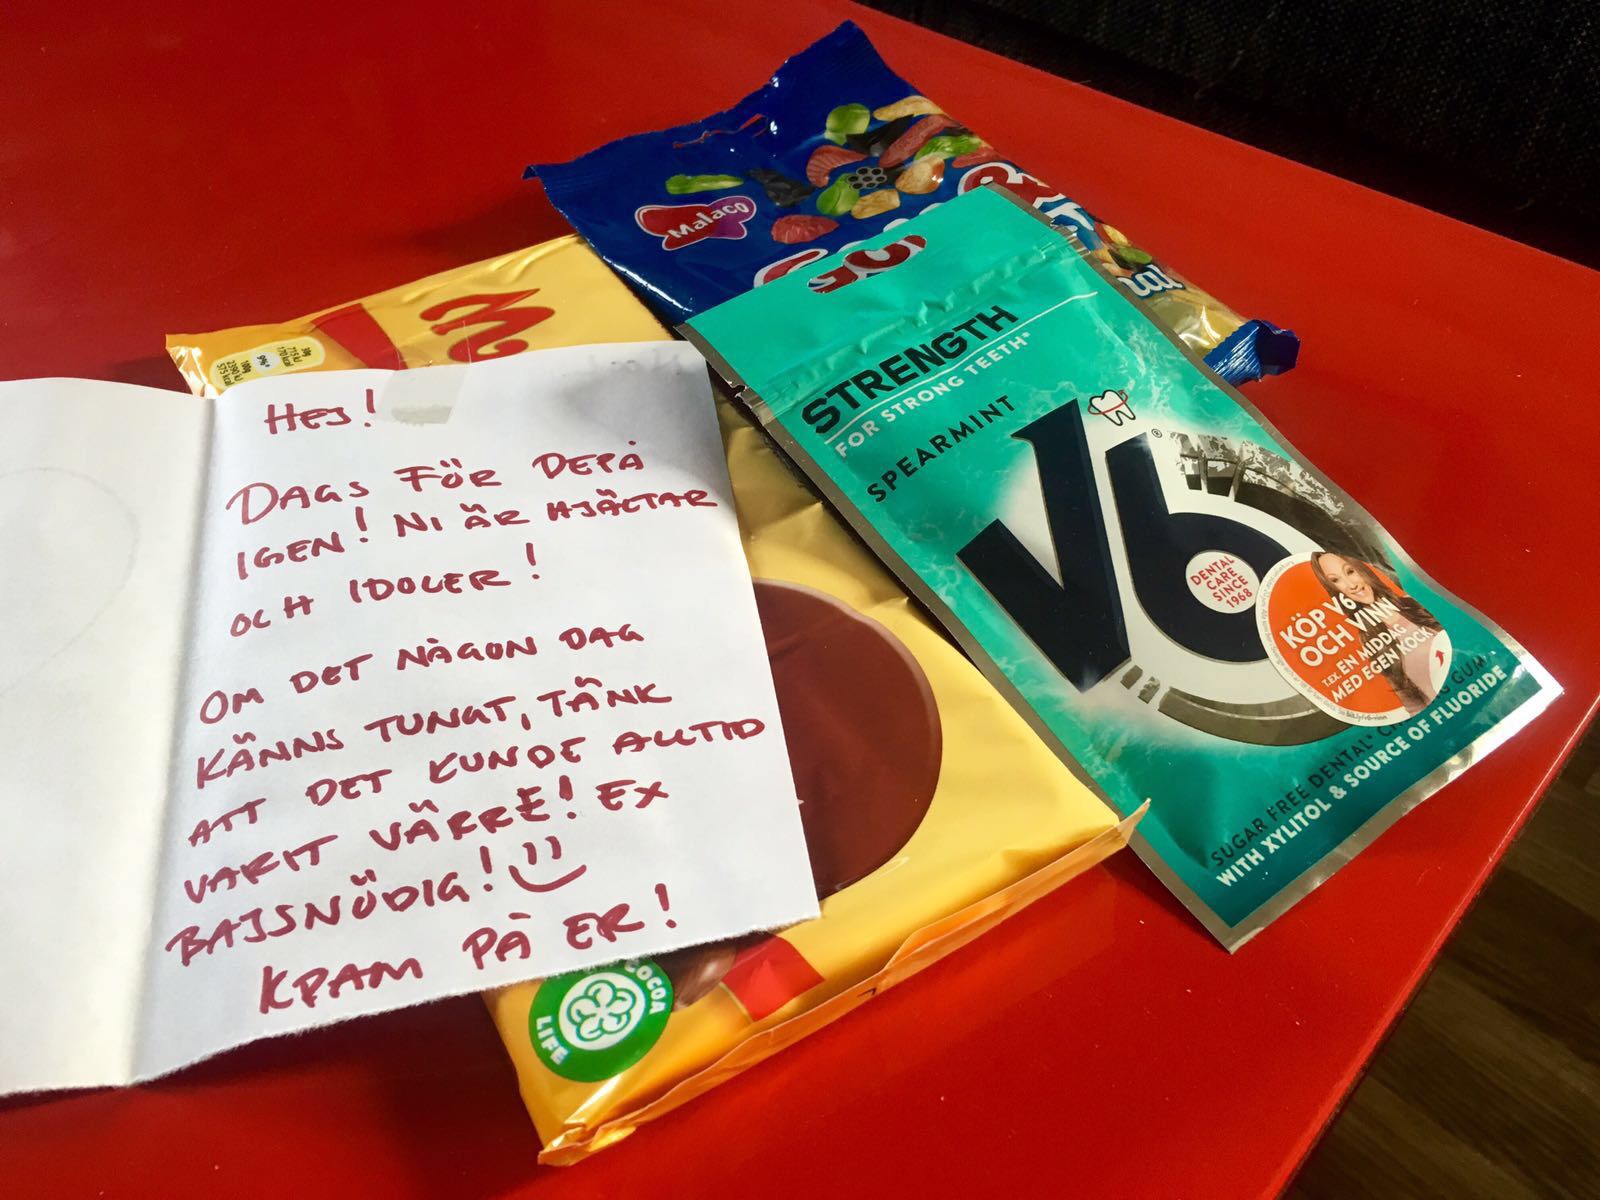 HEJ!
DAGS FÖR DEPÅ
IGEN! NI ÄR HJÄLTAR
OCH IDOLER!
OM DET NÅGON DAG
KÄNNS TUNGT, TÄNK
ATT DET KUNDE ALLTID
VARIT VÄRRE! EX
BAJSNÖDIG!
KRAM PÅ ER!
Malaco
STRENGTH
FOR STRONG TEETH*
SPEARMINT
V6
®
DENTAL
CARE
SINCE
1968
KÖP V6
OCH VINN
T.EX. EN MIDDAG
MED EGEN KOCK
SUGAR FREE DENTAL* GUM
WITH XYLITOL & SOURCE OF FLUORIDE
COCOA
LIFE